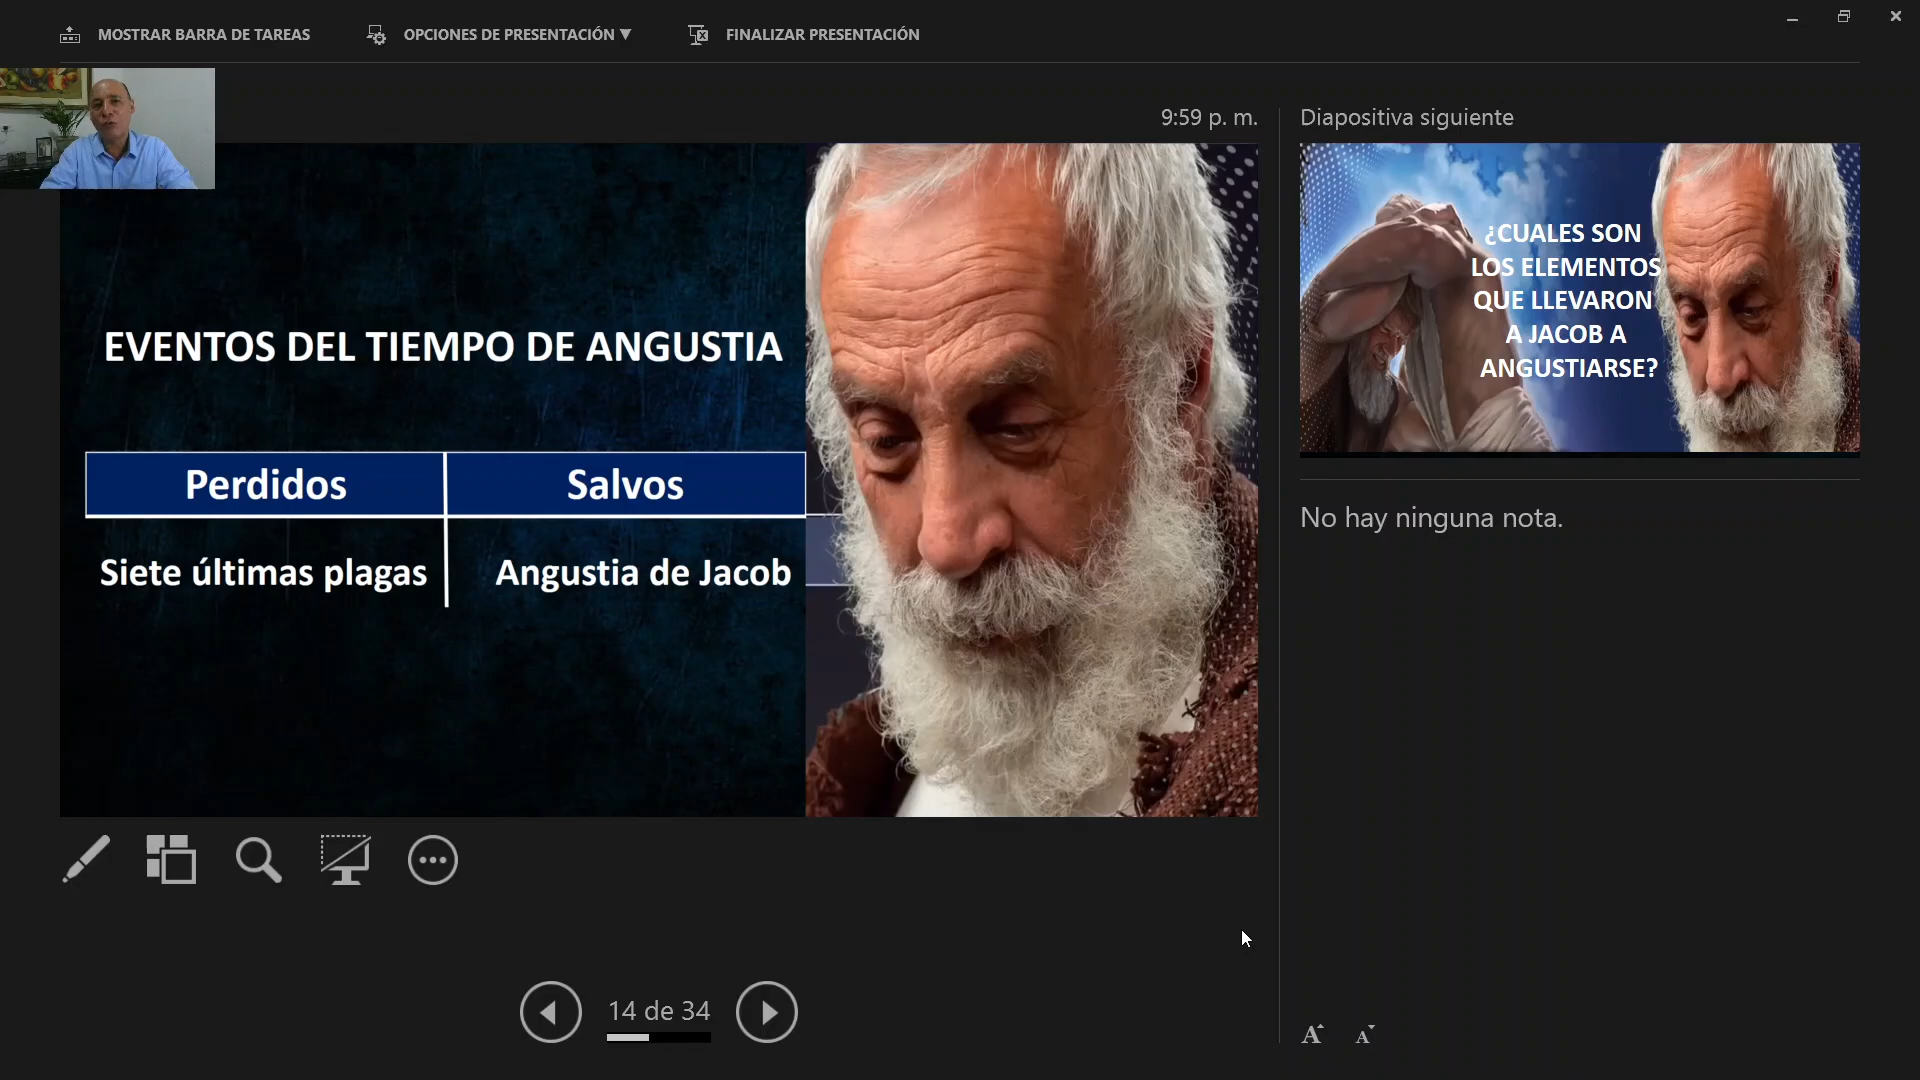 MOSTRAR BARRA DE TAREAS
OPCIONES DE PRESENTACIÓN ▼
FINALIZAR PRESENTACIÓN
9:59 p. m.
EVENTOS DEL TIEMPO DE ANGUSTIA
Perdidos
Salvos
Siete últimas plagas
Angustia de Jacob
14 de 34
Diapositiva siguiente
¿CUALES SON
LOS ELEMENTOS
QUE LLEVARON
A JACOB A
ANGUSTIARSE?
No hay ninguna nota.
A A